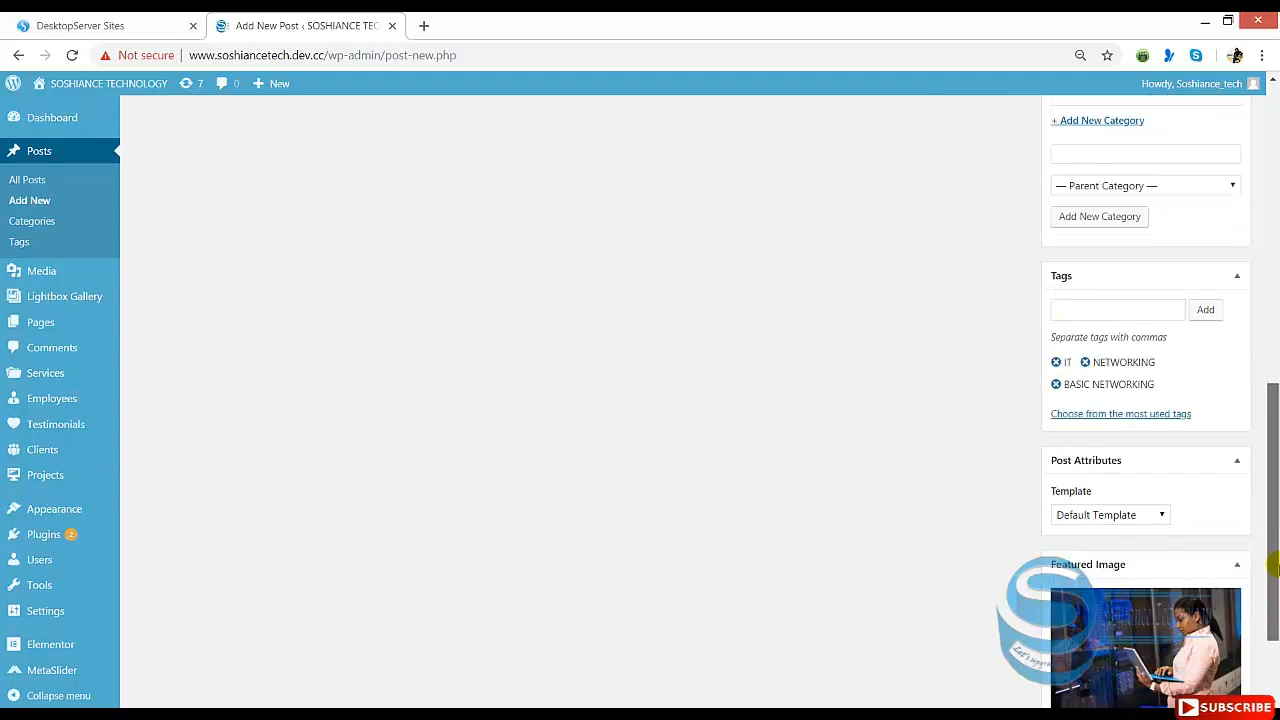 DesktopServer Sites
Add New Post ‹ SOSHIANCE TEC
Not secure
www.soshiancetech.dev.cc/wp-admin/post-new.php
SOSHIANCE TECHNOLOGY 7 0 New
Howdy, Soshiance_tech
Dashboard
Posts
All Posts
Add New
Categories
Tags
Media
Lightbox Gallery
Pages
Comments
Services
Employees
Testimonials
Clients
Projects
Appearance
Plugins 2
Users
Tools
Settings
Elementor
MetaSlider
Collapse menu
+ Add New Category
— Parent Category —
Add New Category
Tags
Add
Separate tags with commas
IT NETWORKING
BASIC NETWORKING
Choose from the most used tags
Post Attributes
Template
Default Template
Featured Image
Let's upgra
SUBSCRIBE